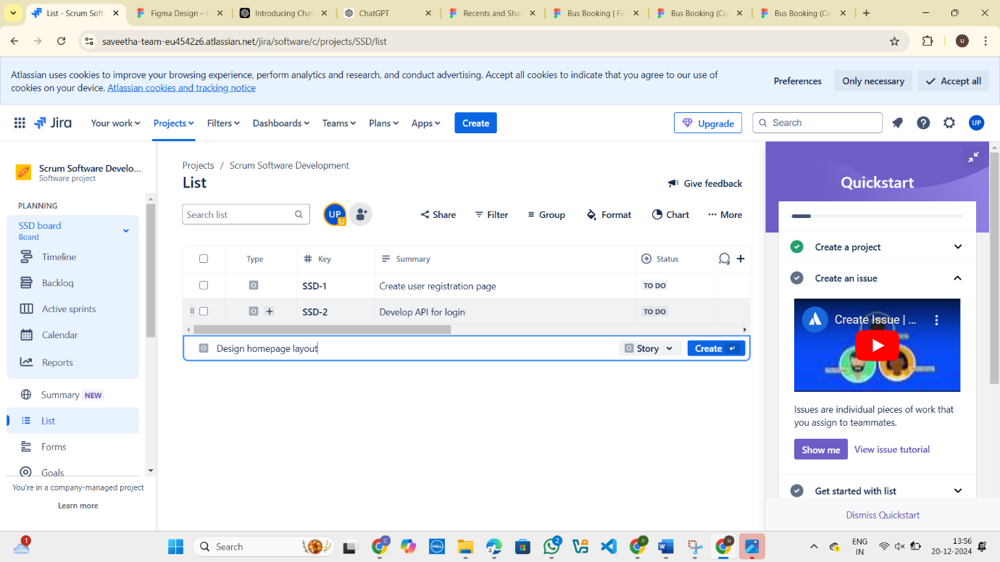 List - Scrum Soft
Figma Design – F
Introducing Chat
ChatGPT
Recents and Sha
Bus Booking | Fig
Bus Booking (Co
Bus Booking (Co
saveetha-team-eu4542z6.atlassian.net/jira/software/c/projects/SSD/list
u
Atlassian uses cookies to improve your browsing experience, perform analytics and research, and conduct advertising. Accept all cookies to indicate that you agree to our use of
cookies on your device. Atlassian cookies and tracking notice
Preferences
Only necessary
Accept all
Jira
Your work
Projects
Filters
Dashboards
Teams
Plans
Apps
Create
Upgrade
Search
UP
Scrum Software Develo...
Software project
PLANNING
SSD board
Board
Timeline
Backlog
Active sprints
Calendar
Reports
Summary NEW
List
Forms
Goals
You're in a company-managed project
Learn more
Projects / Scrum Software Development
List
Give feedback
Search list
UP
U
Share
Filter
Group
Format
Chart
More
Type
Key
Summary
Status
SSD-1
Create user registration page
TO DO
SSD-2
Develop API for login
TO DO
Design homepage layout
Story
Create
Quickstart
Create a project
Create an issue
Create Issue | ...
Issues are individual pieces of work that
you assign to teammates.
Show me
View issue tutorial
Get started with list
Dismiss Quickstart
1
Search
C
DELL
2
c
u
ENG
IN
13:56
20-12-2024